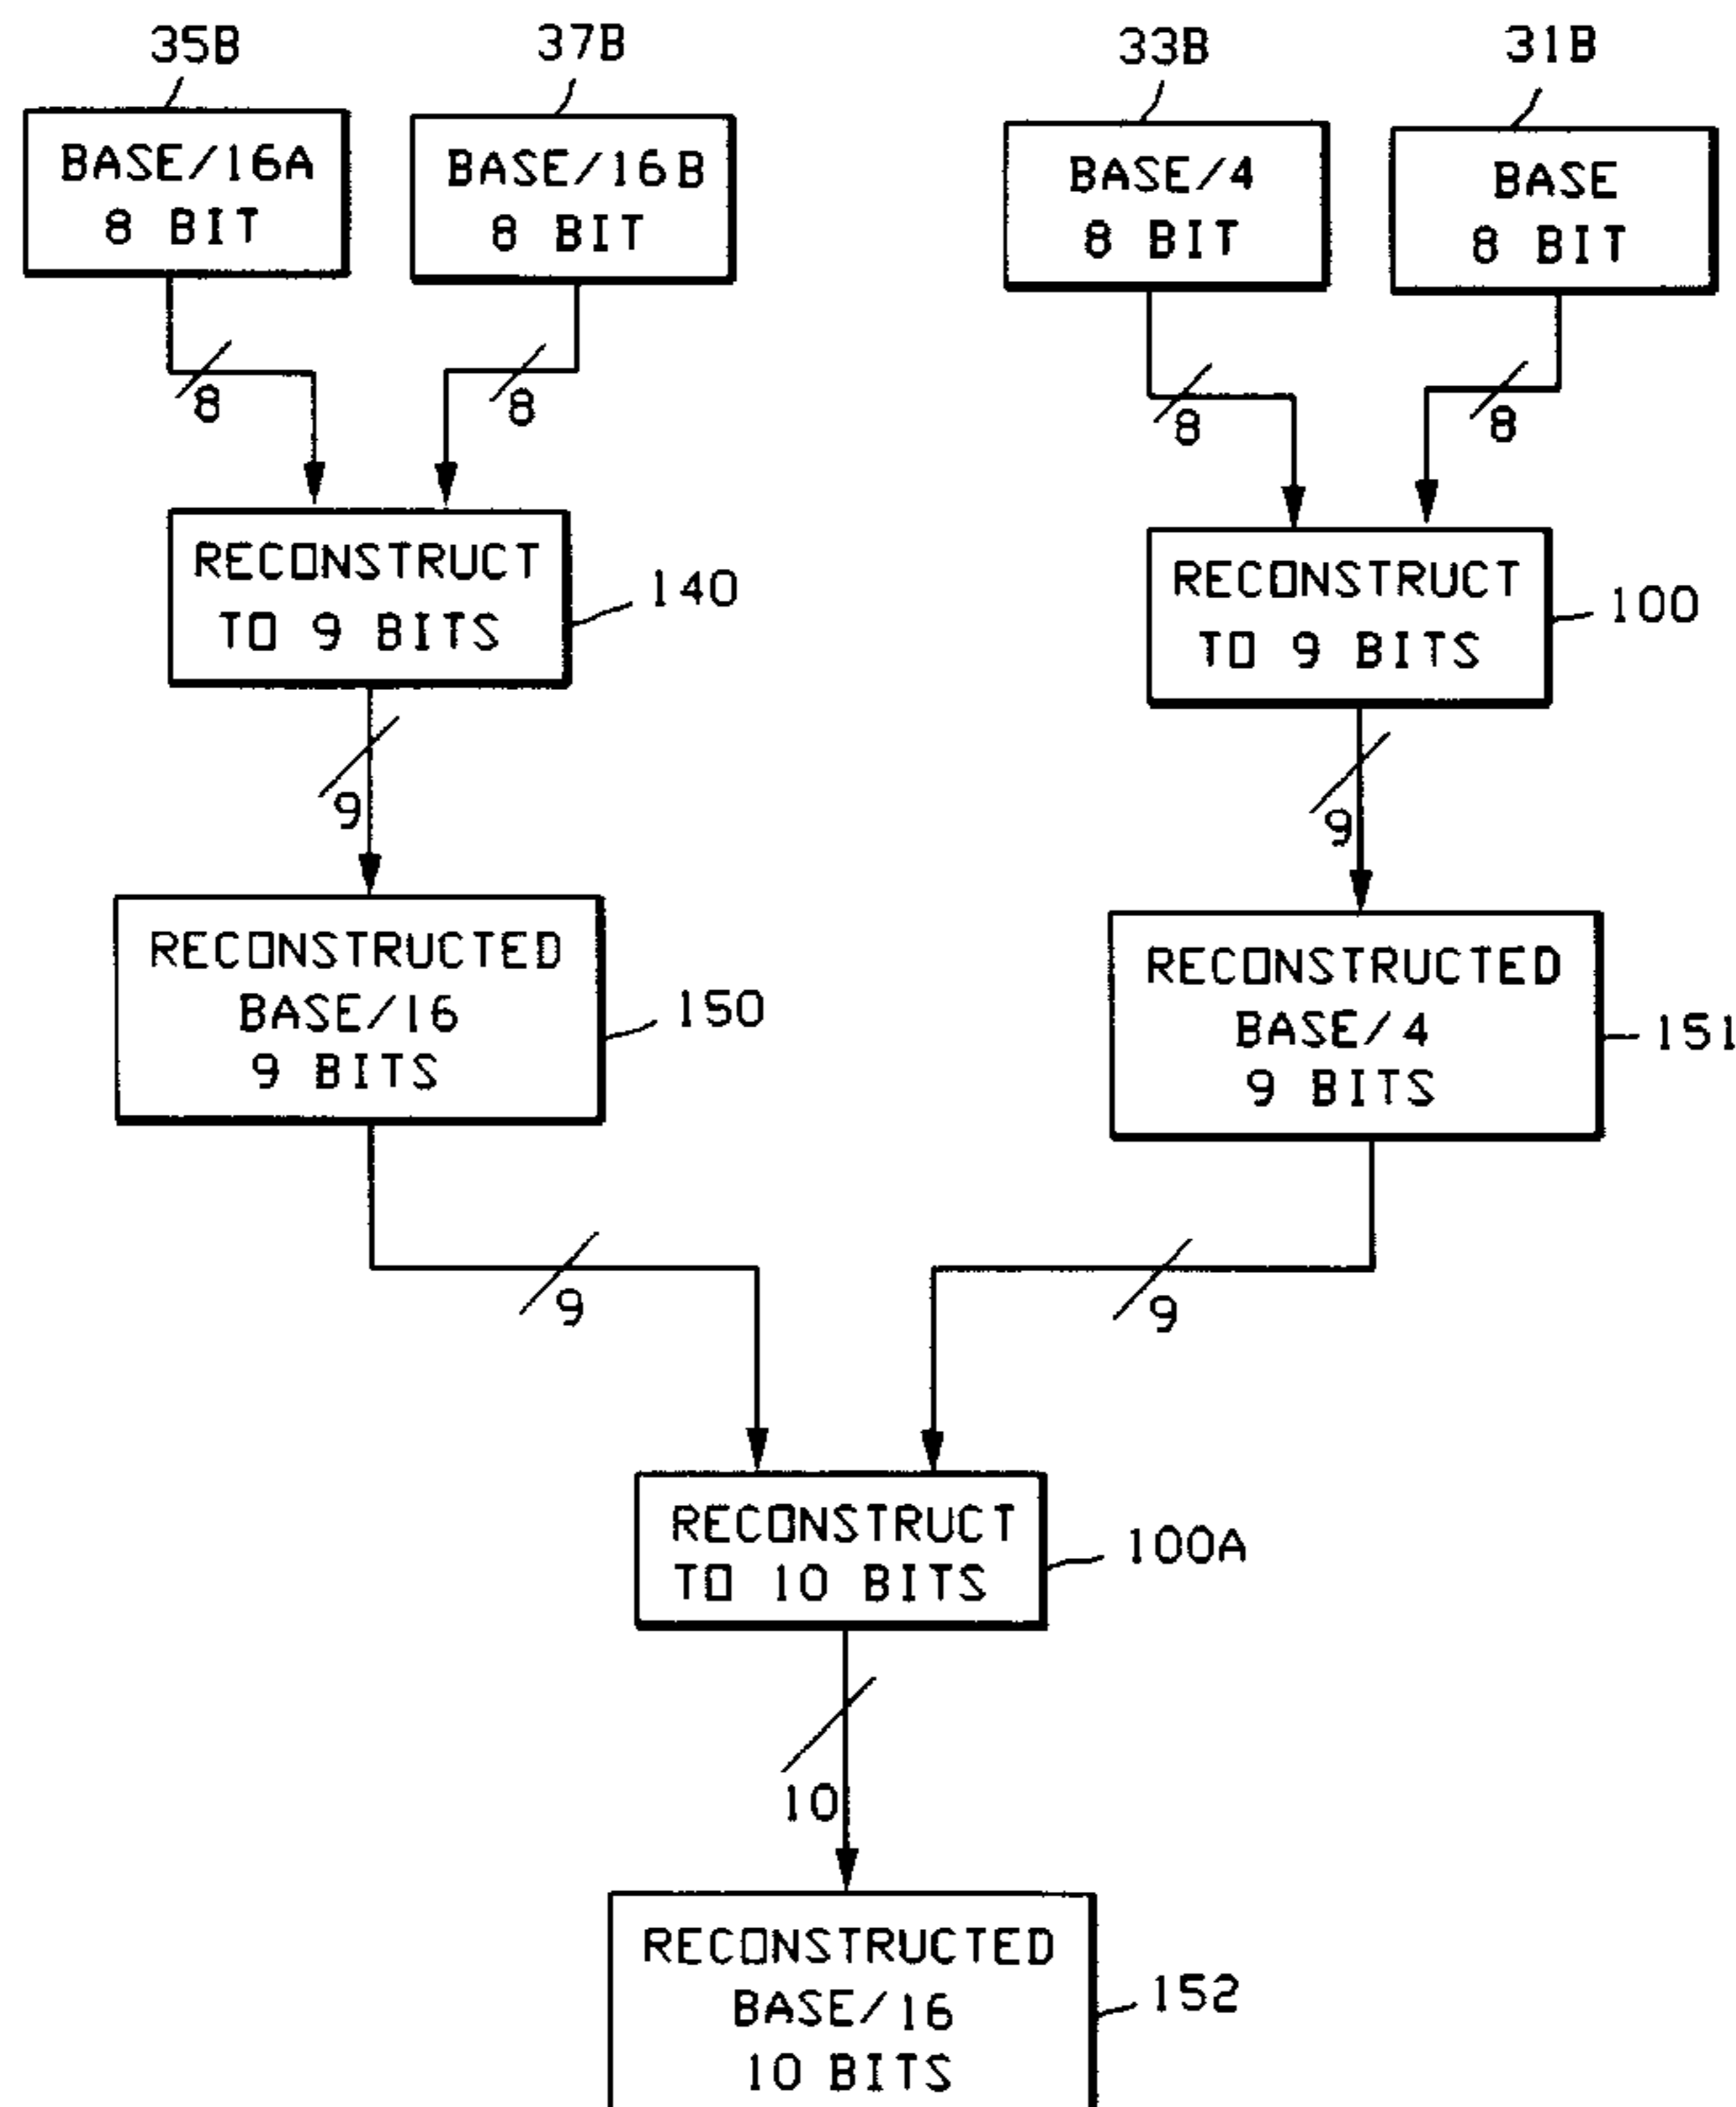 35B
37B
33B
31B
BASE/16A
8 BIT
BASE/16B
8 BIT
BASE/4
8 BIT
BASE
8 BIT
8
8
8
8
RECONSTRUCT
TO 9 BITS
140
RECONSTRUCT
TO 9 BITS
100
9
9
RECONSTRUCTED
BASE/16
9 BITS
150
RECONSTRUCTED
BASE/4
9 BITS
151
9
9
RECONSTRUCT
TO 10 BITS
100A
10
RECONSTRUCTED
BASE/16
10 BITS
152